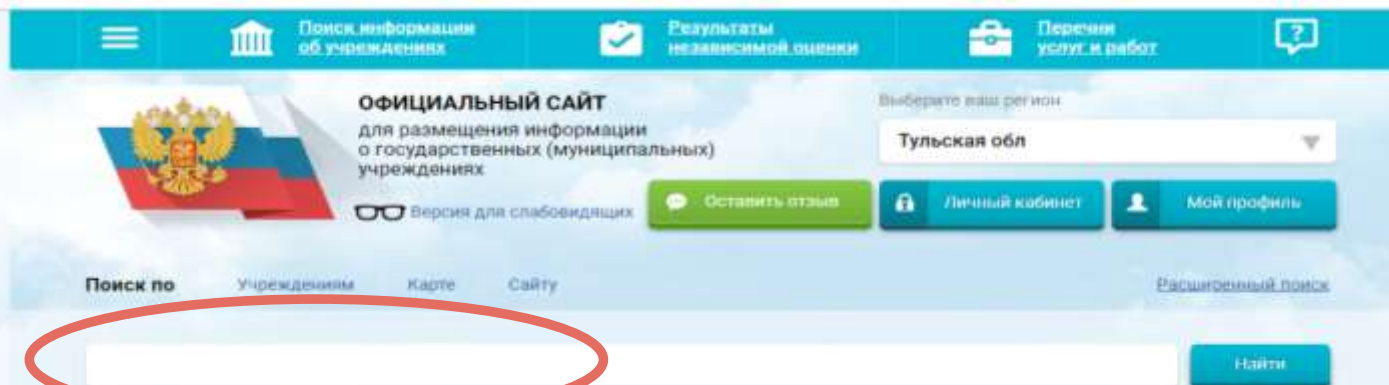 Поиск информации
об учреждениях
Результаты
независимой оценки
Перечни
услуг и работ
?
ОФИЦИАЛЬНЫЙ САЙТ
для размещения информации
о государственных (муниципальных)
учреждениях
Версия для слабовидящих
Выберите ваш регион
Тульская обл
Оставить отзыв
Личный кабинет
Мой профиль
Поиск по Учреждениям Карте Сайту
Расширенный поиск
Найти